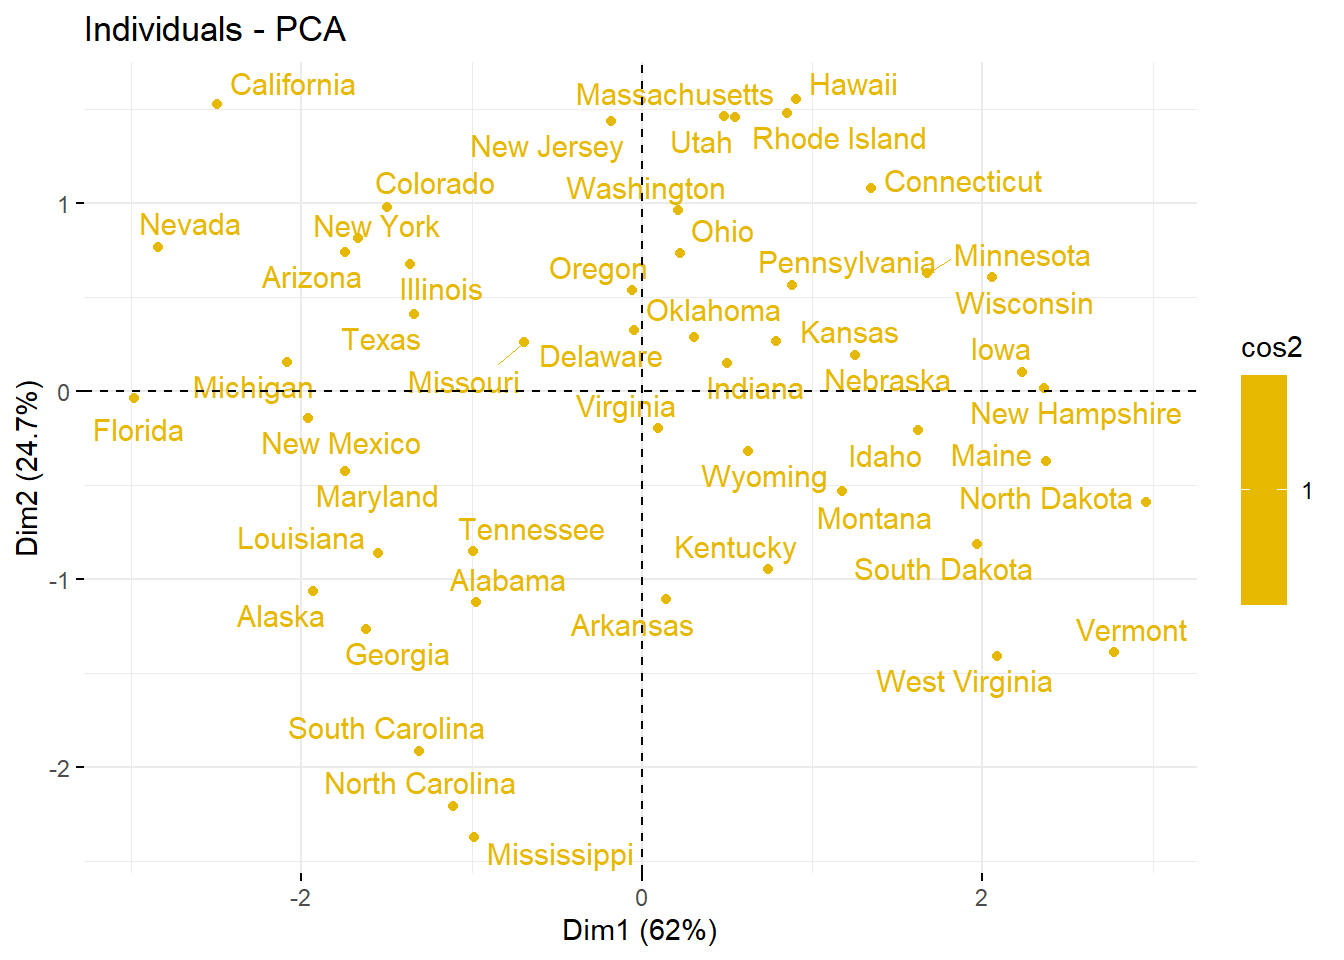 Individuals - PCA
California
Massachusetts
Hawaii
New Jersey
Utah
Rhode Island
Colorado
Washington
Connecticut
Nevada
New York
Ohio
Arizona
Oregon
Pennsylvania
Minnesota
Illinois
Oklahoma
Wisconsin
Texas
Missouri
Delaware
Kansas
Iowa
Michigan
Indiana
Nebraska
Florida
Virginia
New Hampshire
New Mexico
Idaho
Maine
Maryland
Wyoming
North Dakota
Montana
Louisiana
Tennessee
Kentucky
South Dakota
Alabama
Alaska
Arkansas
Vermont
Georgia
West Virginia
South Carolina
North Carolina
Mississippi
1
0
-1
-2
Dim2 (24.7%)
-2
0
2
Dim1 (62%)
cos2
1